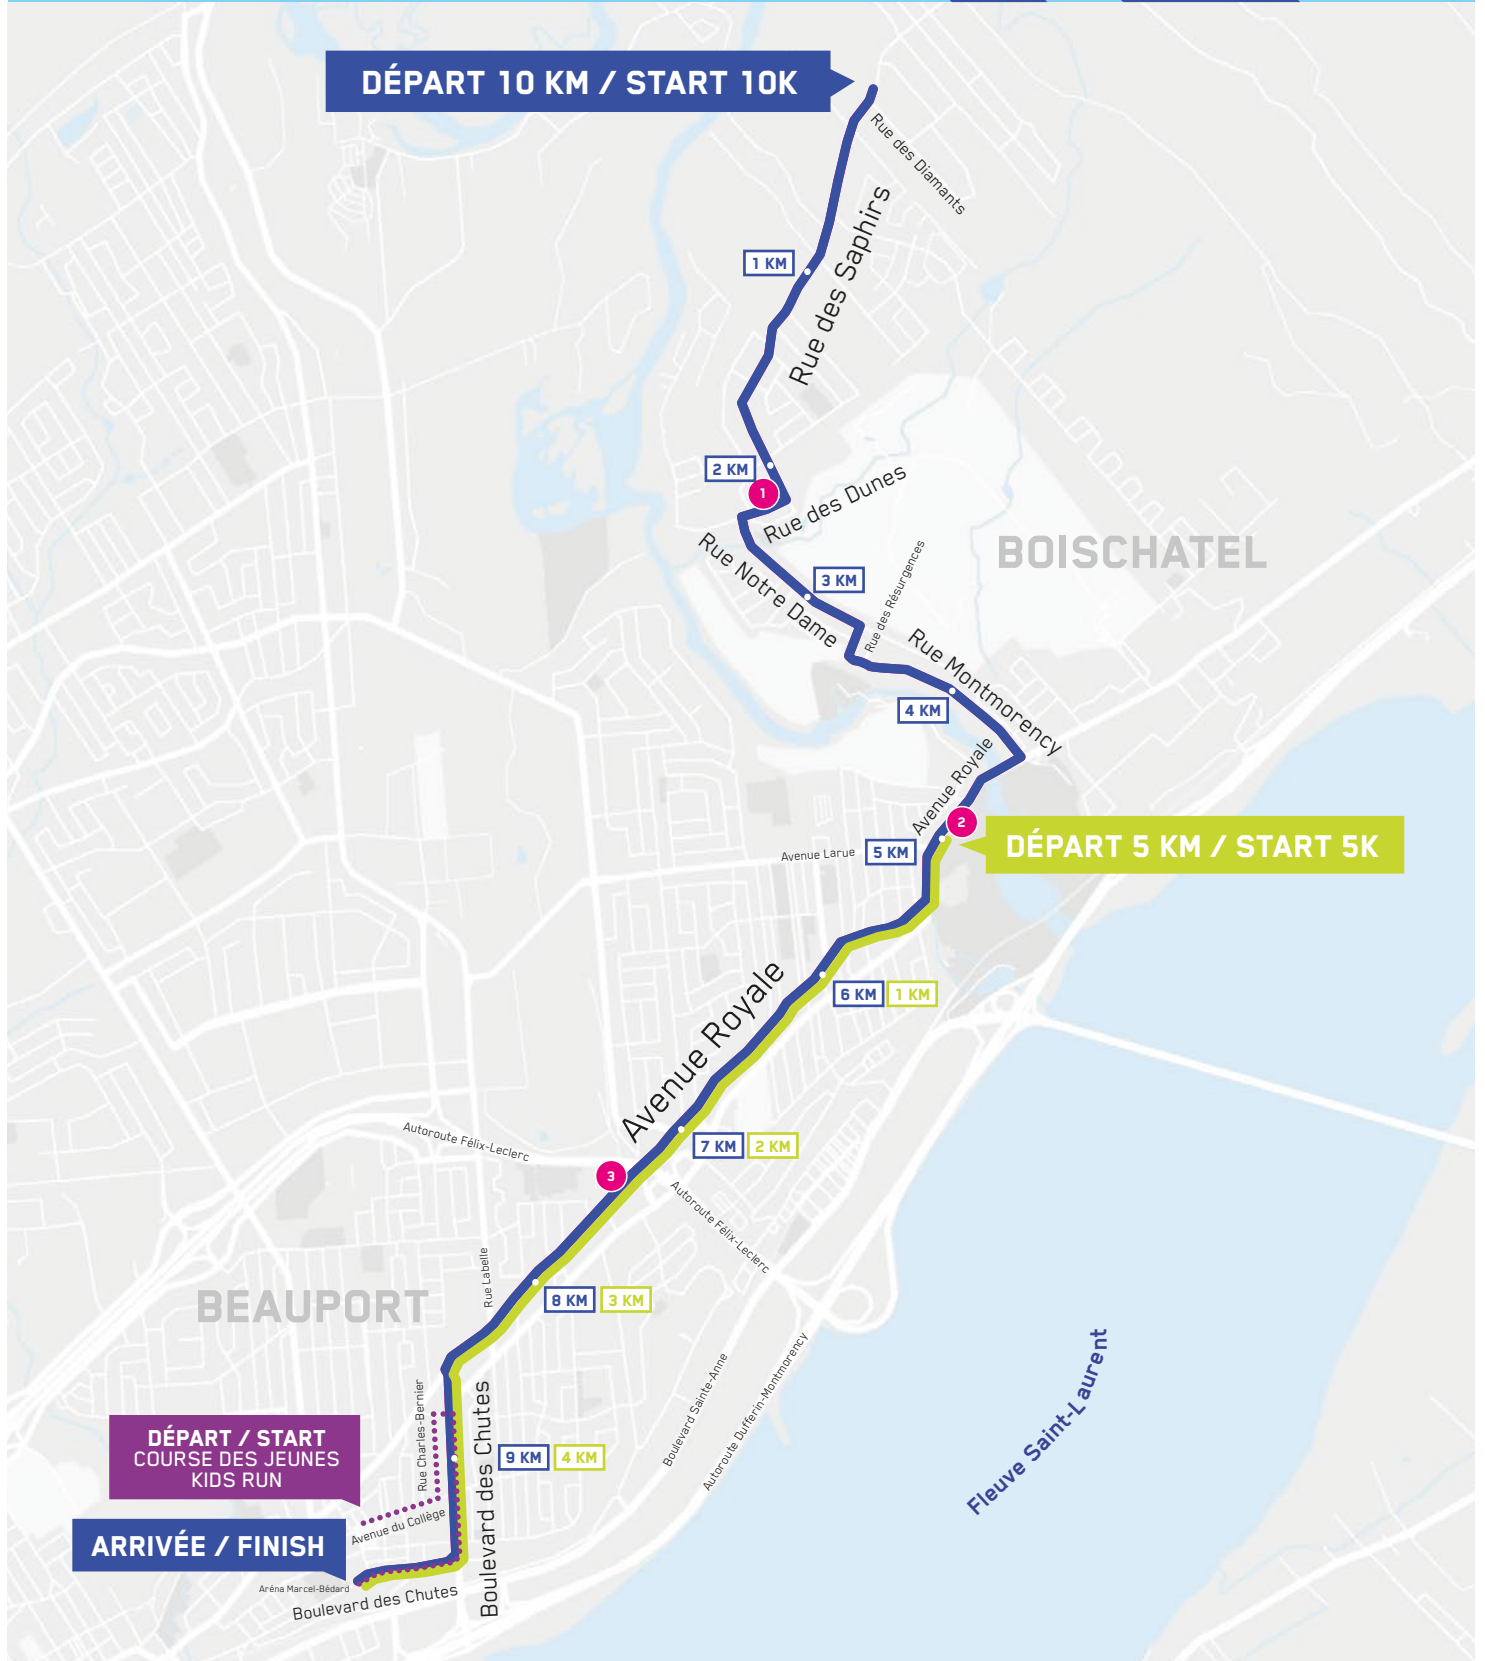 DÉPART 10 KM / START 10K
Rue des Diamants
Rue des Saphirs
1 KM
2 KM
1
Rue des Dunes
Rue Notre Dame
BOISCHATEL
3 KM
Rue des Résurgences
Rue Montmorency
4 KM
Avenue Royale
2
DÉPART 5 KM / START 5K
Avenue Larue
5 KM
6 KM
1 KM
Avenue Royale
7 KM
2 KM
Autoroute Félix-Leclerc
3
Autoroute Félix-Leclerc
Rue Labelle
8 KM
3 KM
BEAUPORT
Fleuve Saint-Laurent
Boulevard Sainte-Anne
Autoroute Dufferin-Montmorency
Rue Charles-Bernier
Boulevard des Chutes
9 KM
4 KM
DÉPART / START
COURSE DES JEUNES
KIDS RUN
Avenue du Collège
ARRIVÉE / FINISH
Aréna Marcel-Bédard
Boulevard des Chutes